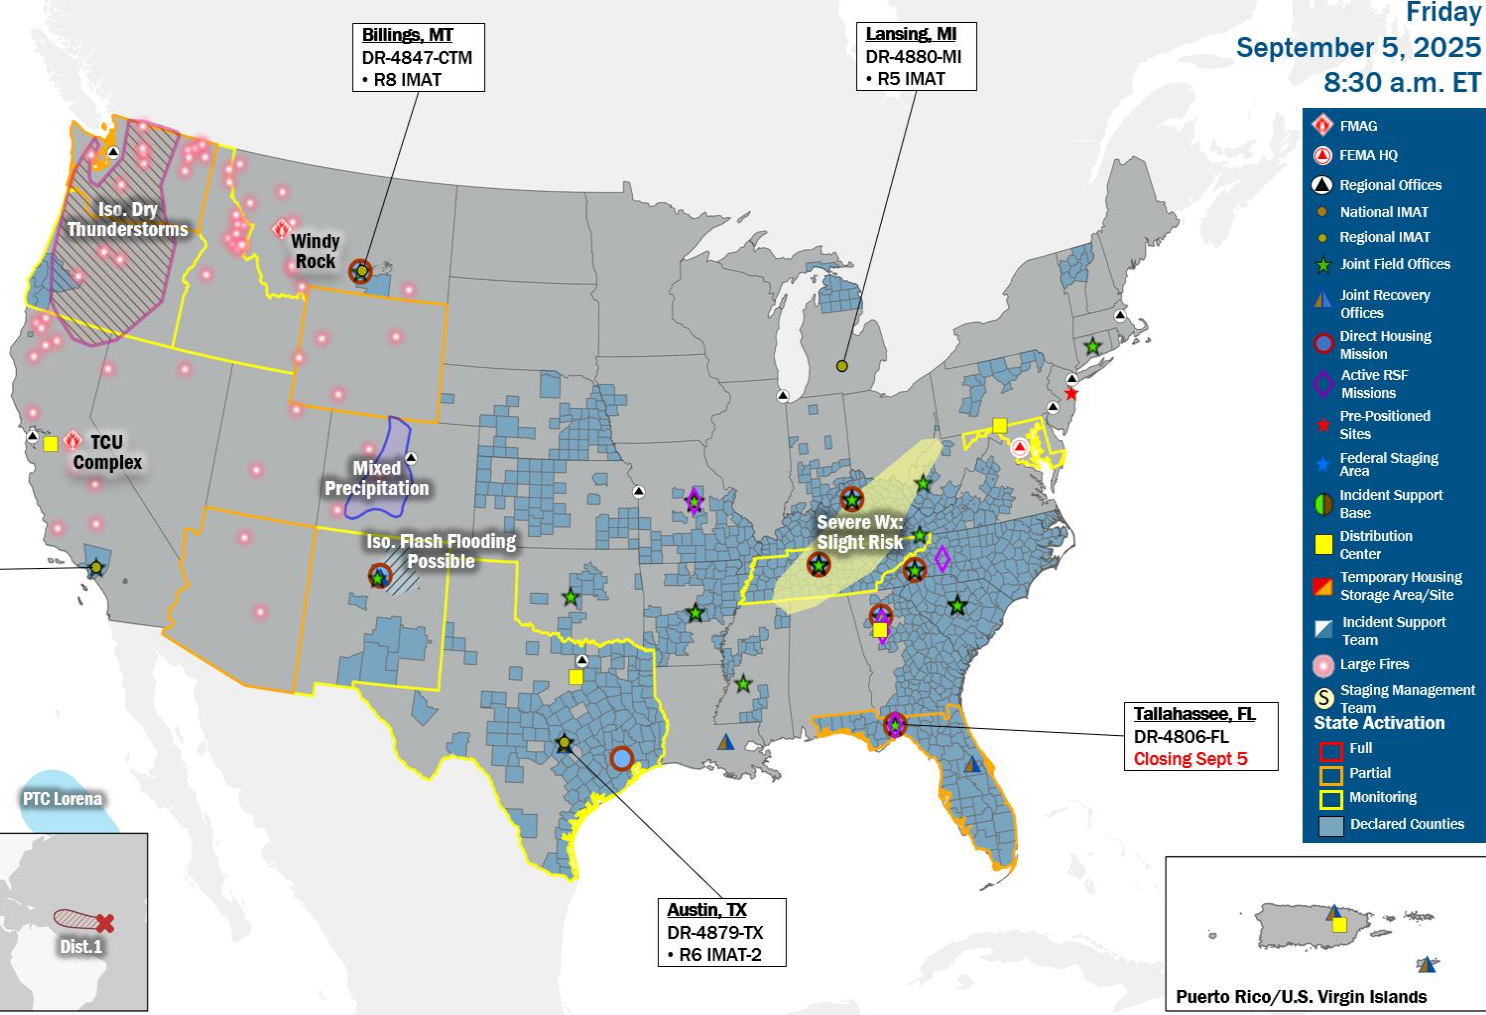 Friday
September 5, 2025
8:30 a.m. ET
Billings, MT
DR-4847-CTM
• R8 IMAT
Lansing, MI
DR-4880-MI
• R5 IMAT
Iso. Dry
Thunderstorms
Windy
Rock
TCU
Complex
Mixed
Precipitation
Iso. Flash Flooding
Possible
Severe Wx:
Slight Risk
Tallahassee, FL
DR-4806-FL
Closing Sept 5
Austin, TX
DR-4879-TX
• R6 IMAT-2
PTC Lorena
Dist.1
Puerto Rico/U.S. Virgin Islands
FMAG
FEMA HQ
Regional Offices
National IMAT
Regional IMAT
Joint Field Offices
Joint Recovery
Offices
Direct Housing
Mission
Active RSF
Missions
Pre-Positioned
Sites
Federal Staging
Area
Incident Support
Base
Distribution
Center
Temporary Housing
Storage Area/Site
Incident Support
Team
Large Fires
S
Staging Management
Team
State Activation
Full
Partial
Monitoring
Declared Counties